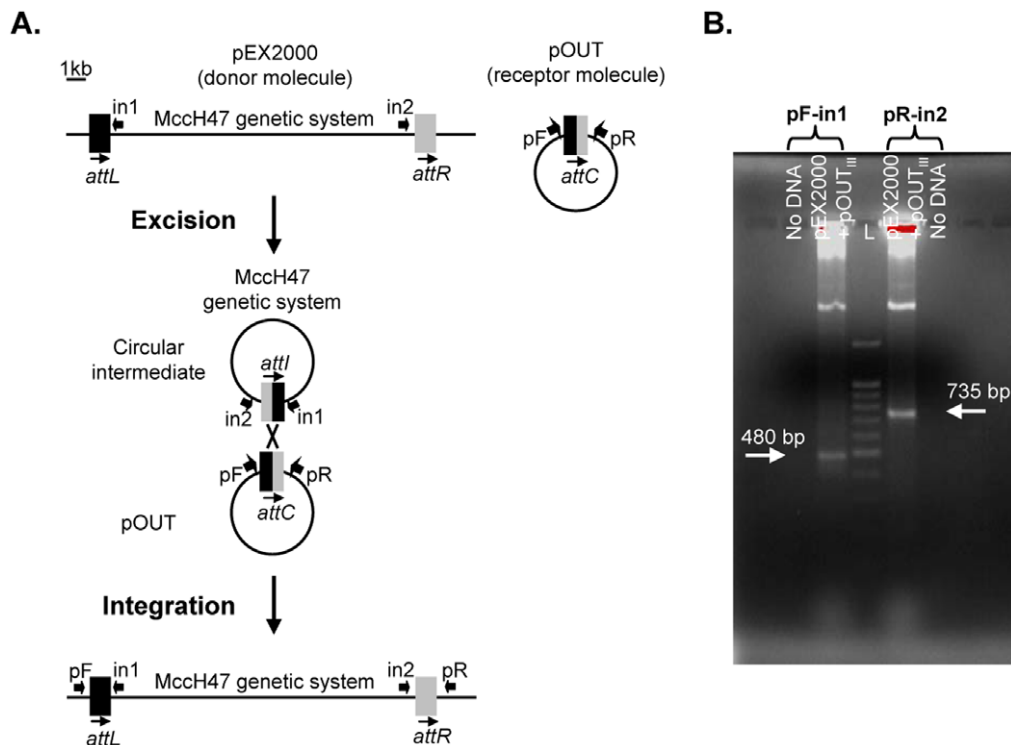 A.
1kb
pEX2000
(donor molecule)
pOUT
(receptor molecule)
in1
MccH47 genetic system
in2
attL
attR
pF
pR
attC
Excision
MccH47
genetic system
Circular
intermediate
attI
in2
in1
pF
pR
attC
pOUT
Integration
pF
in1
MccH47 genetic system
in2
pR
attL
attR
B.
pF-in1
pR-in2
No DNA
pEX2000
+ pOUTIII
L
pEX2000
+ pOUTIII
No DNA
735 bp
480 bp